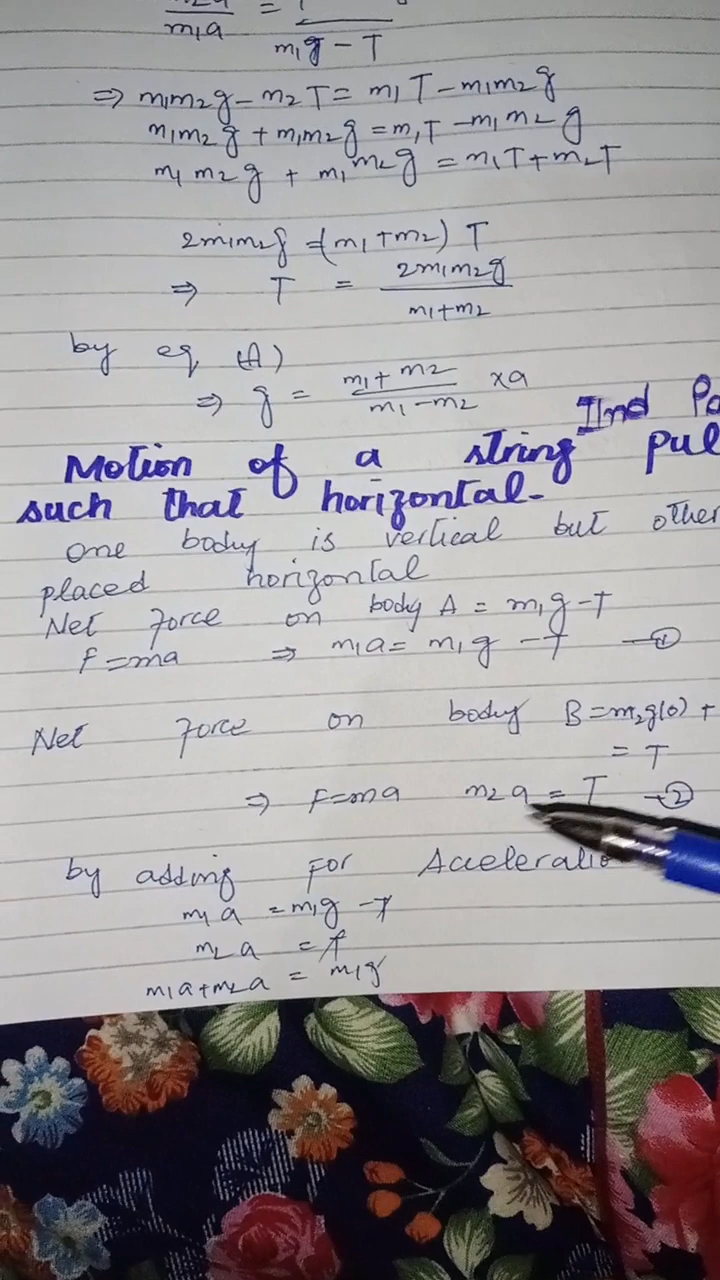 m1a = m1g - T
=> m1m2g - m2T = m1T - m1m2g
m1m2g + m1m2g = m1T - m1m2g
m1m2g + m1m2g = m1T + m2T
2m1m2g = (m1 + m2) T
=> T = 2m1m2g / m1+m2
by eq (A)
=> g = m1+m2 / m1-m2 × a
IInd
Motion of a string
such that horizontal-
one body is vertical but other
placed horizontal
Net force on body A = m1g-T
F=ma => m1a= m1g -T -①
Net force on body B = m2g(0) +
= T
=> F=ma m2a = T -②
by adding For
m1a = m1g -T
m2a = T
m1a+m2a = m1g